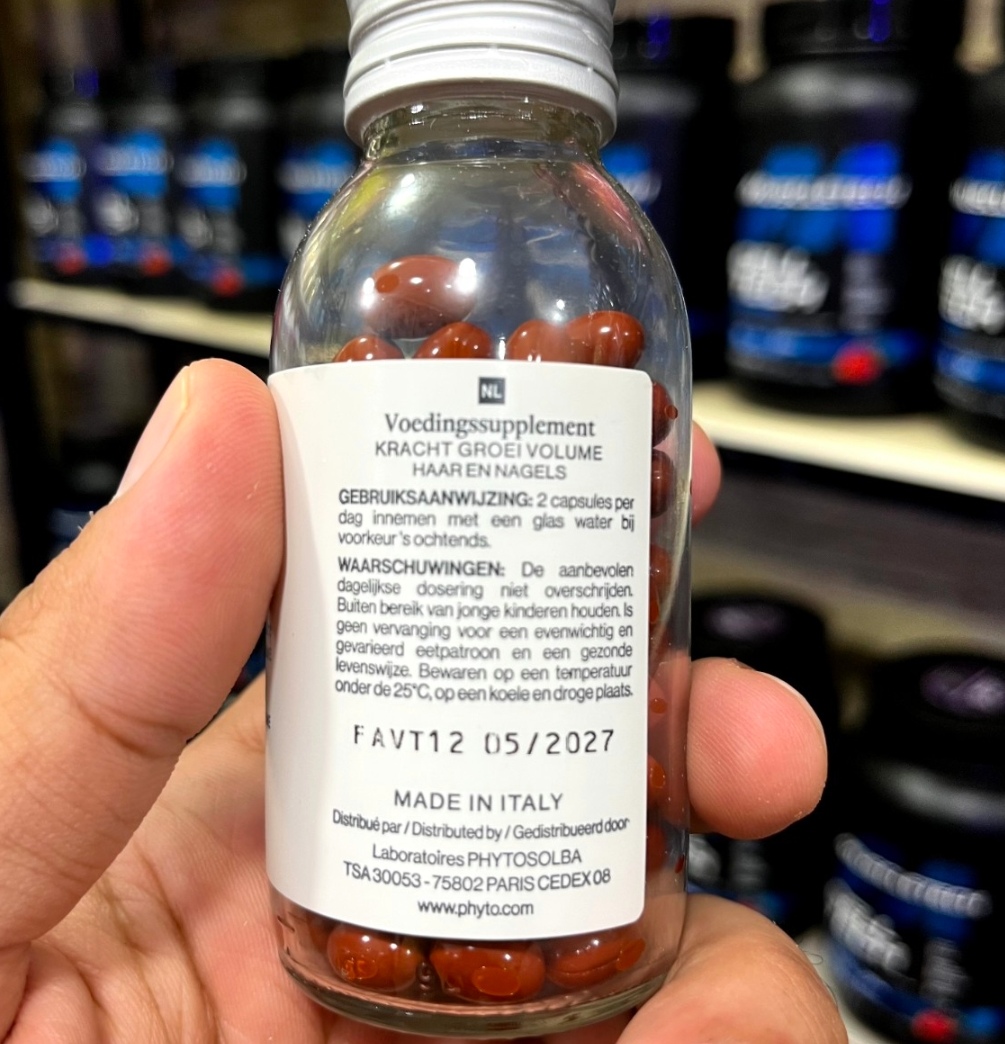 NL
Voedingssupplement
KRACHT GROEI VOLUME
HAAR EN NAGELS
GEBRUIKSAANWIJZING: 2 capsules per
dag innemen met een glas water bij
voorkeur 's ochtends.
WAARSCHUWINGEN: De aanbevolen
dagelijkse dosering niet overschrijden.
Buiten bereik van jonge kinderen houden. Is
geen vervanging voor een evenwichtig en
gevarieerd eetpatroon en een gezonde
levenswijze. Bewaren op een temperatuur
onder de 25°C, op een koele en droge plaats.
FAVT12 05/2027
MADE IN ITALY
Distribué par / Distributed by / Gedistribueerd door
Laboratoires PHYTOSOLBA
TSA 30053 - 75802 PARIS CEDEX 08
www.phyto.com